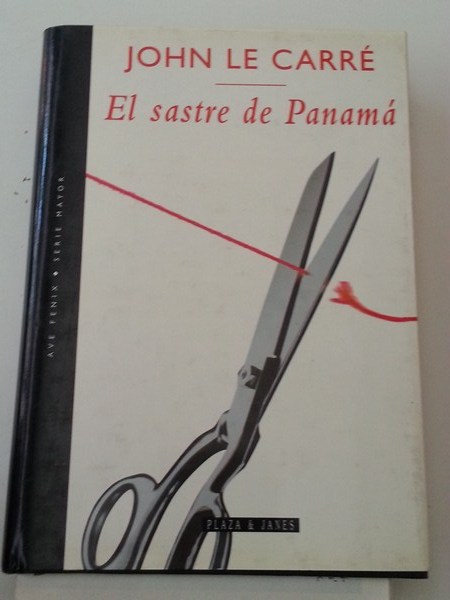 JOHN LE CARRÉ
El sastre de Panamá
AVE FENIX • SERIE MAYOR
PLAZA & JANES